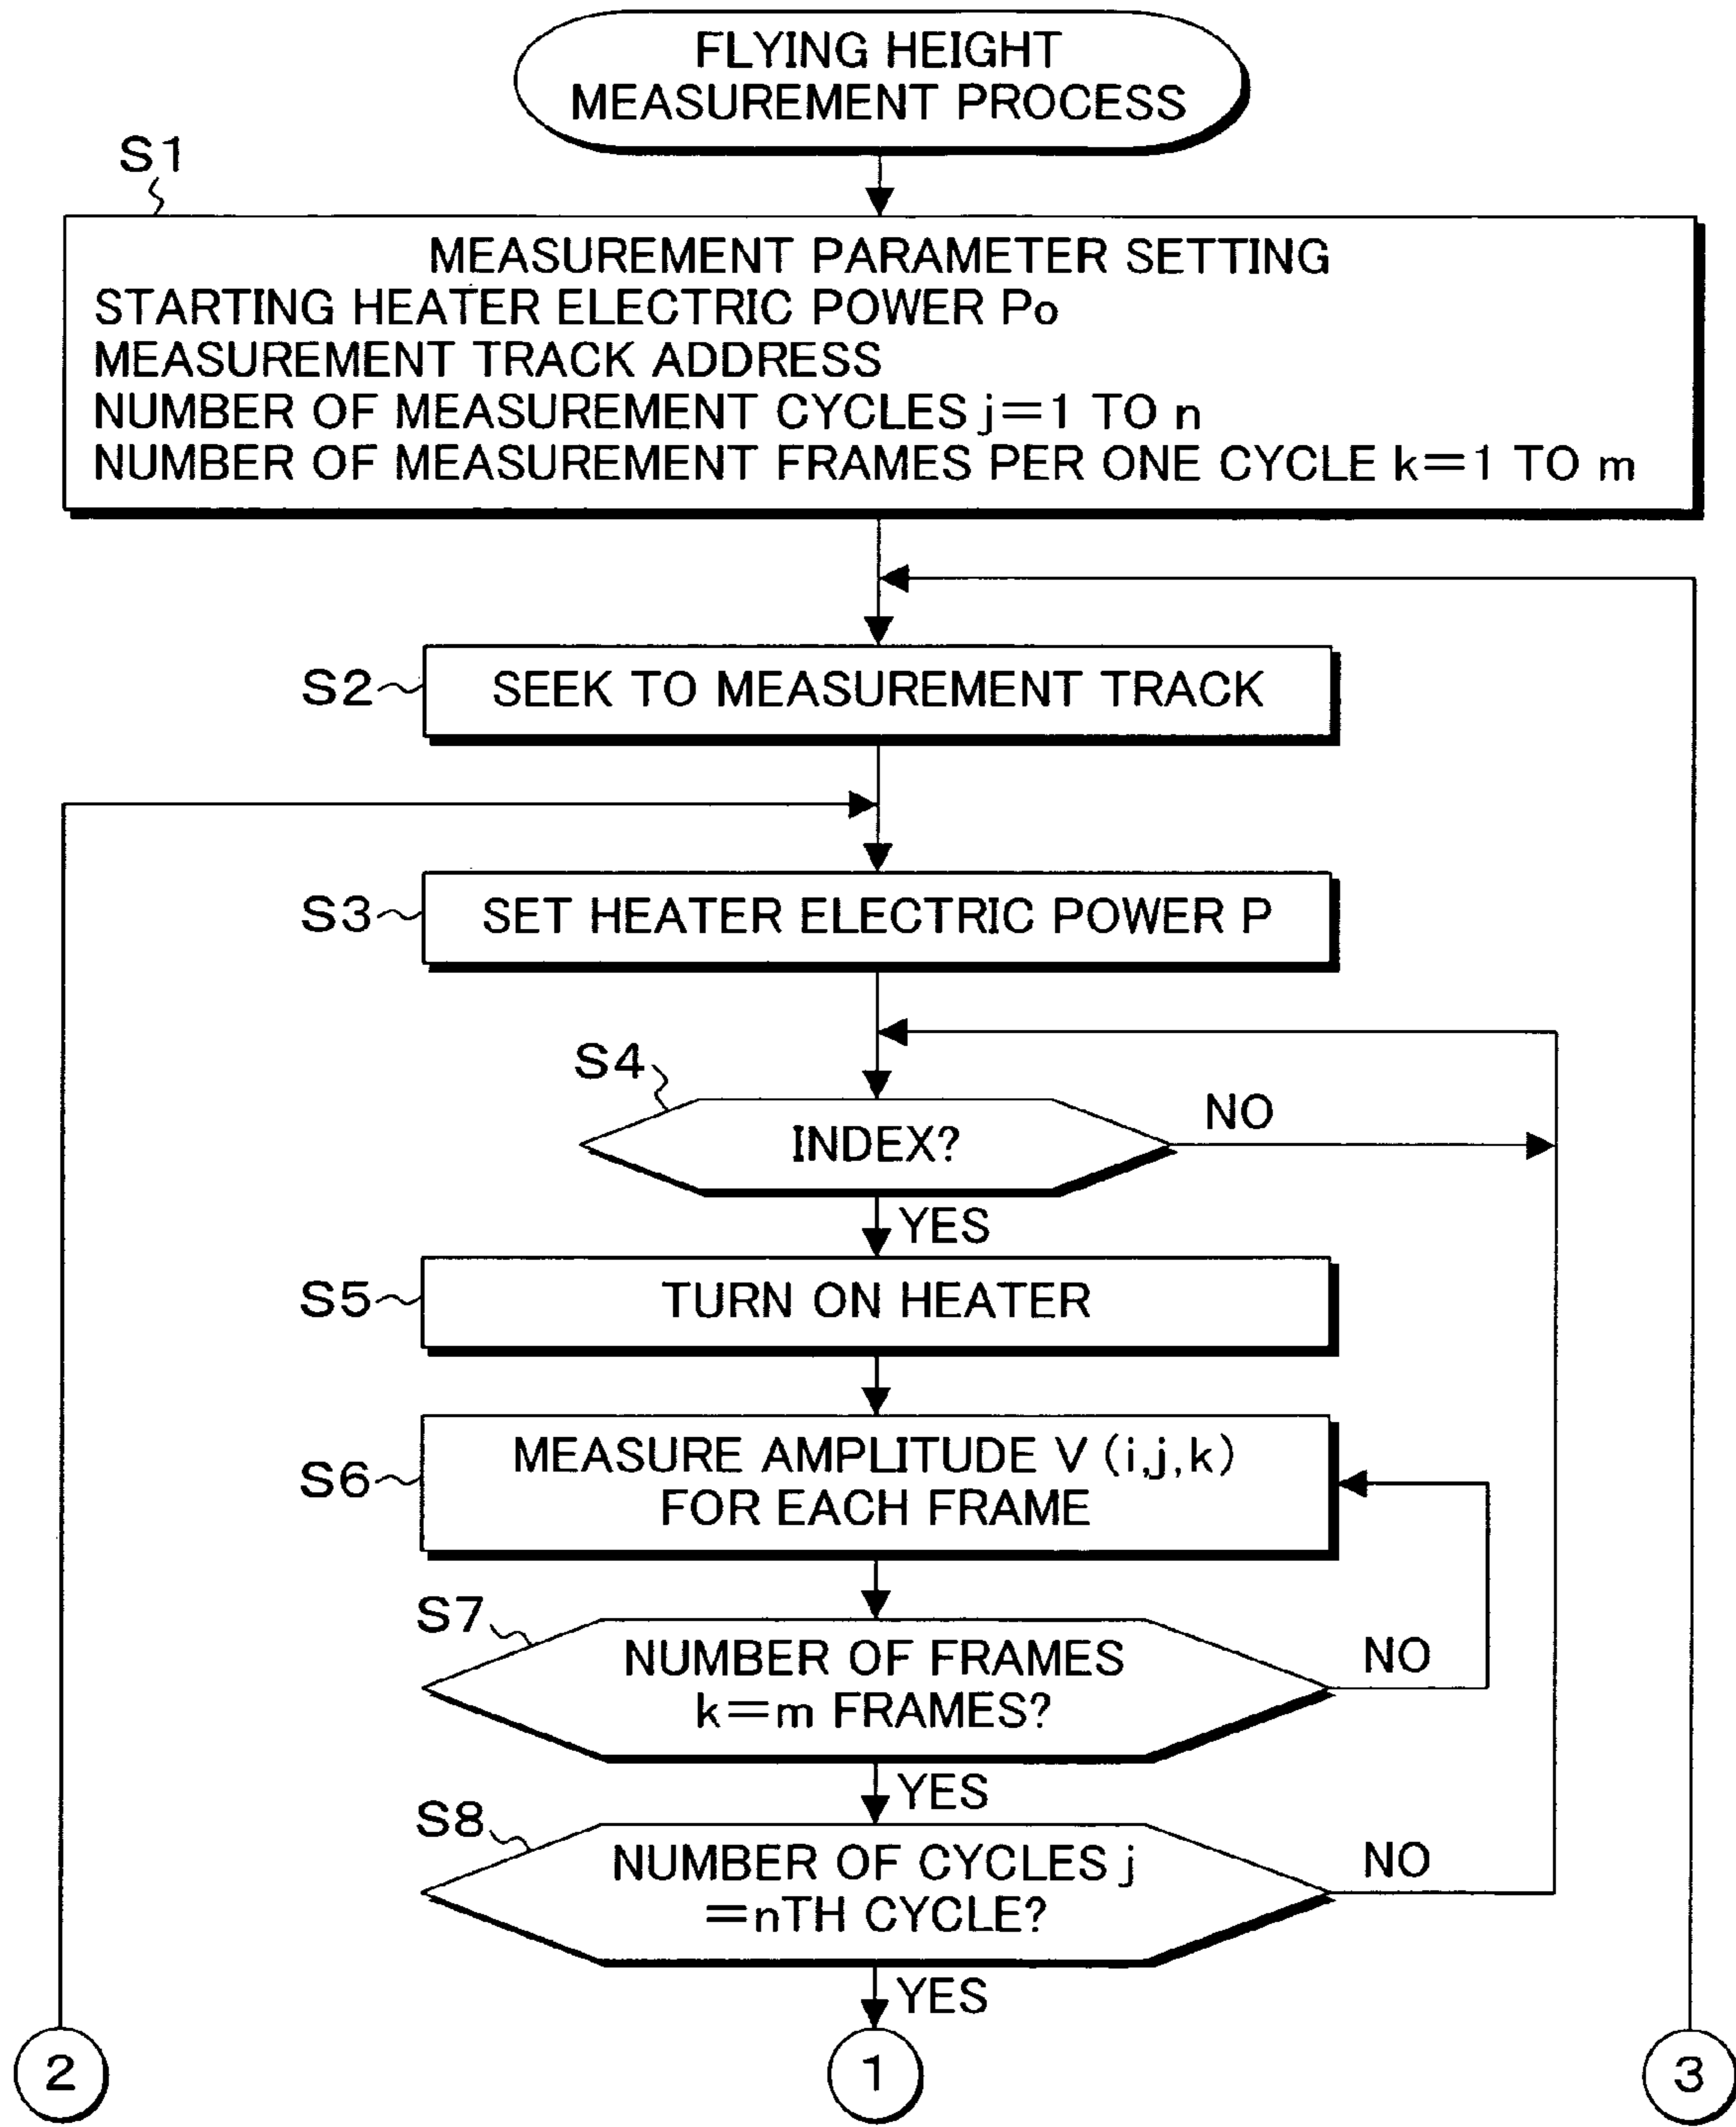 FLYING HEIGHT
MEASUREMENT PROCESS
S1
MEASUREMENT PARAMETER SETTING
STARTING HEATER ELECTRIC POWER Po
MEASUREMENT TRACK ADDRESS
NUMBER OF MEASUREMENT CYCLES j=1 TO n
NUMBER OF MEASUREMENT FRAMES PER ONE CYCLE k=1 TO m
S2
SEEK TO MEASUREMENT TRACK
S3
SET HEATER ELECTRIC POWER P
S4
INDEX?
NO
YES
S5
TURN ON HEATER
S6
MEASURE AMPLITUDE V (i,j,k)
FOR EACH FRAME
S7
NUMBER OF FRAMES
k=m FRAMES?
NO
YES
S8
NUMBER OF CYCLES j
=nTH CYCLE?
NO
YES
2
1
3